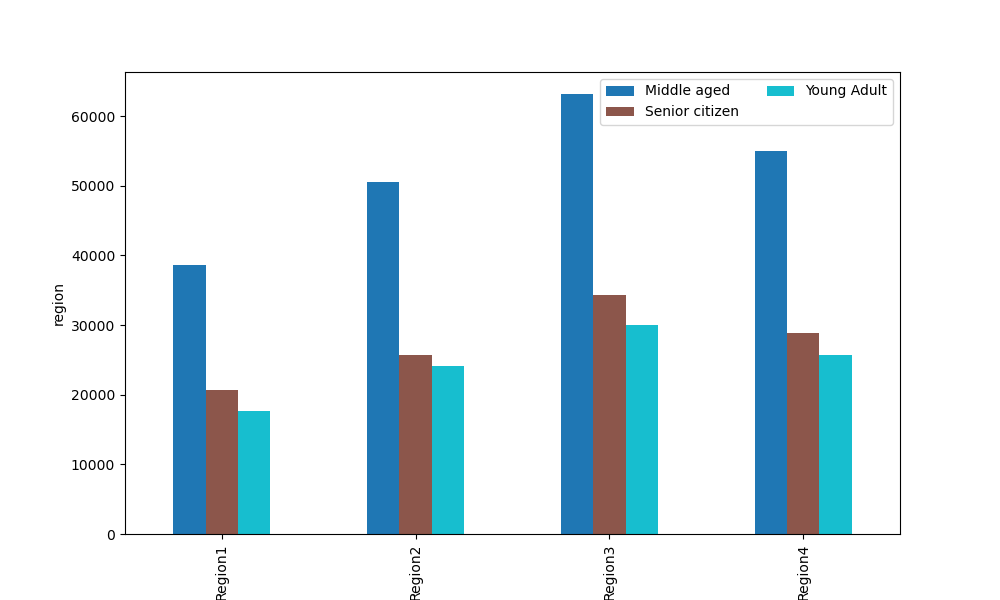 Middle aged
Senior citizen
Young Adult
60000
50000
40000
30000
20000
10000
0
region
Region1
Region2
Region3
Region4